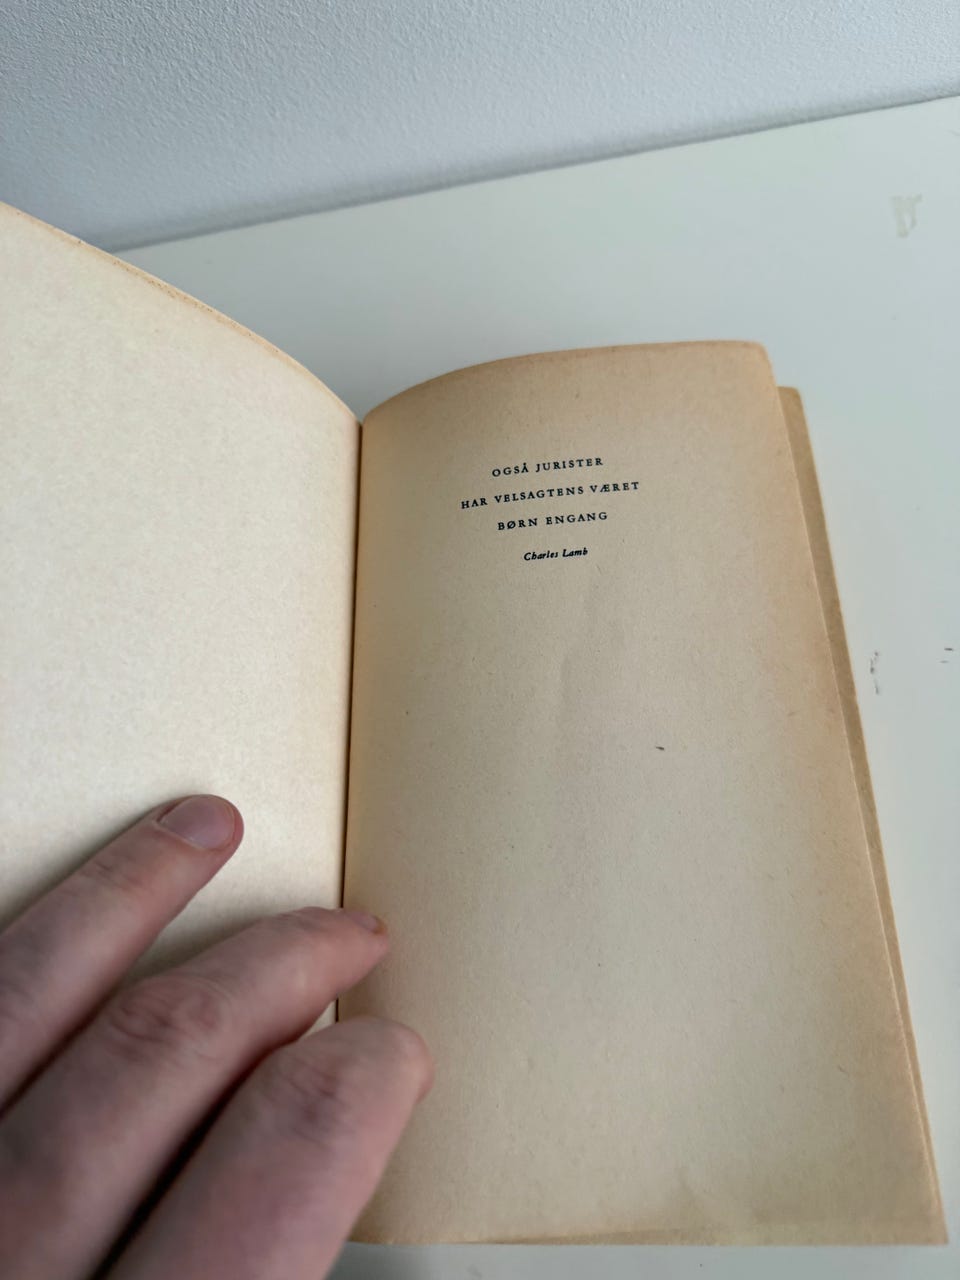 OGSÅ JURISTER
HAR VELSAGTENS VÆRET
BØRN ENGANG
Charles Lamb